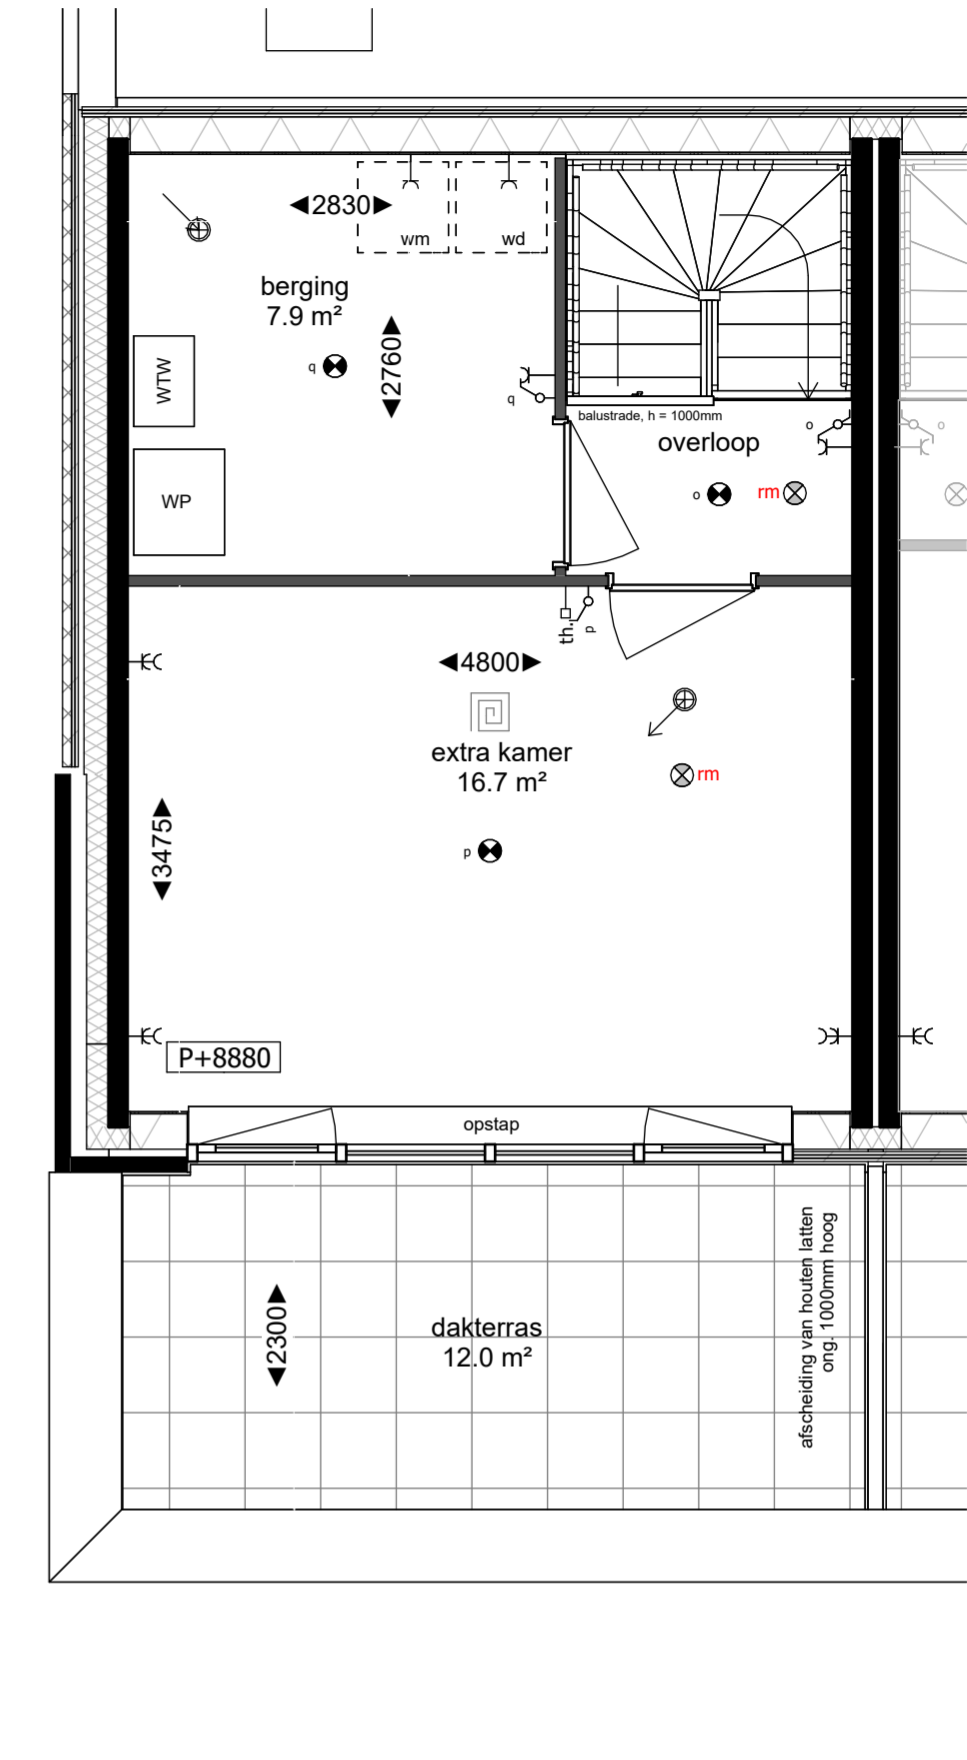 2830
wm
wd
berging
7.9 m²
2760
WTW
q
q
balustrade, h = 1000mm
overloop
o
o
WP
o
rm
th.
p
4800
extra kamer
16.7 m²
rm
3475
p
P+8880
opstap
afscheiding van houten latten
ong. 1000mm hoog
2300
dakterras
12.0 m²